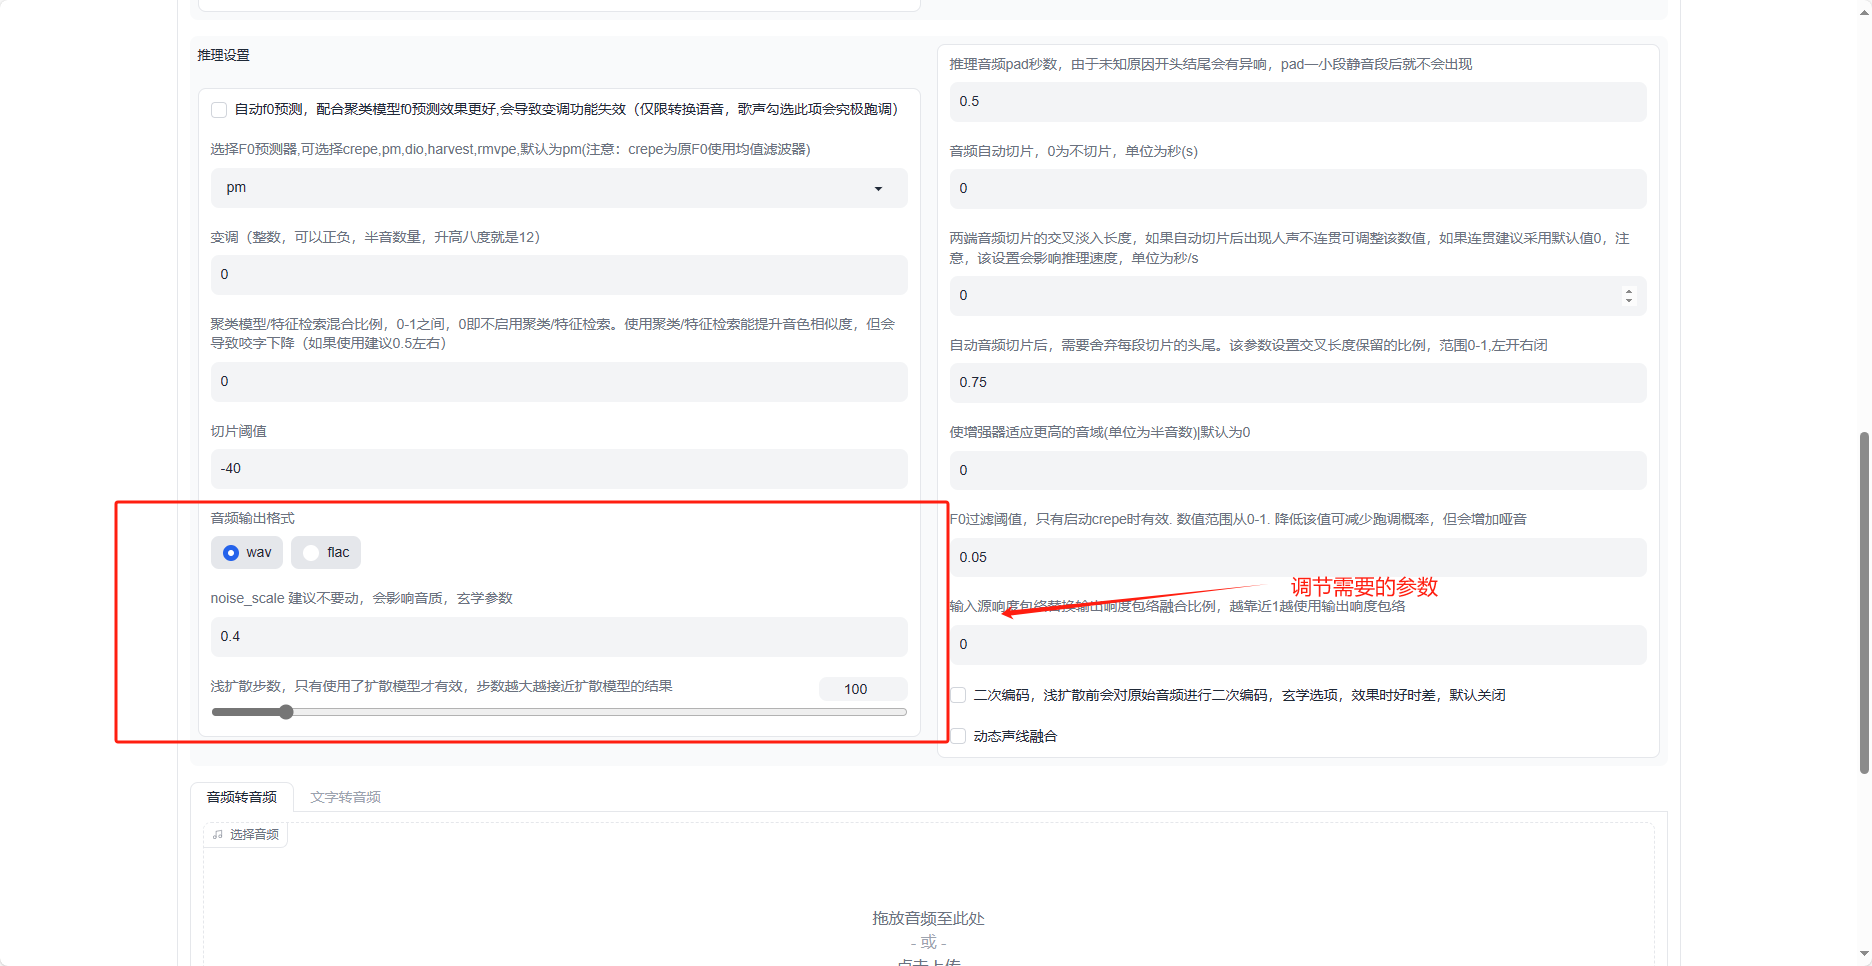 推理设置
自动f0预测，配合聚类模型f0预测效果更好,会导致变调功能失效（仅限转换语音，歌声勾选此项会究极跑调）
选择F0预测器,可选择crepe,pm,dio,harvest,rmvpe,默认为pm(注意：crepe为原F0使用均值滤波器)
pm
变调（整数，可以正负，半音数量，升高八度就是12）
0
聚类模型/特征检索混合比例，0-1之间，0即不启用聚类/特征检索。使用聚类/特征检索能提升音色相似度，但会
导致咬字下降（如果使用建议0.5左右）
0
切片阈值
-40
音频输出格式
wav
flac
noise_scale 建议不要动，会影响音质，玄学参数
0.4
浅扩散步数，只有使用了扩散模型才有效，步数越大越接近扩散模型的结果
100
推理音频pad秒数，由于未知原因开头结尾会有异响，pad一小段静音段后就不会出现
0.5
音频自动切片，0为不切片，单位为秒(s)
0
两端音频切片的交叉淡入长度，如果自动切片后出现人声不连贯可调整该数值，如果连贯建议采用默认值0，注
意，该设置会影响推理速度，单位为秒/s
0
自动音频切片后，需要舍弃每段切片的头尾。该参数设置交叉长度保留的比例，范围0-1,左开右闭
0.75
使增强器适应更高的音域(单位为半音数)|默认为0
0
F0过滤阈值，只有启动crepe时有效. 数值范围从0-1. 降低该值可减少跑调概率，但会增加哑音
0.05
调节需要的参数
输入源响度包络替换输出响度包络融合比例，越靠近1越使用输出响度包络
0
二次编码，浅扩散前会对原始音频进行二次编码，玄学选项，效果时好时差，默认关闭
动态声线融合
音频转音频
文字转音频
选择音频
拖放音频至此处
- 或 -
点击上传